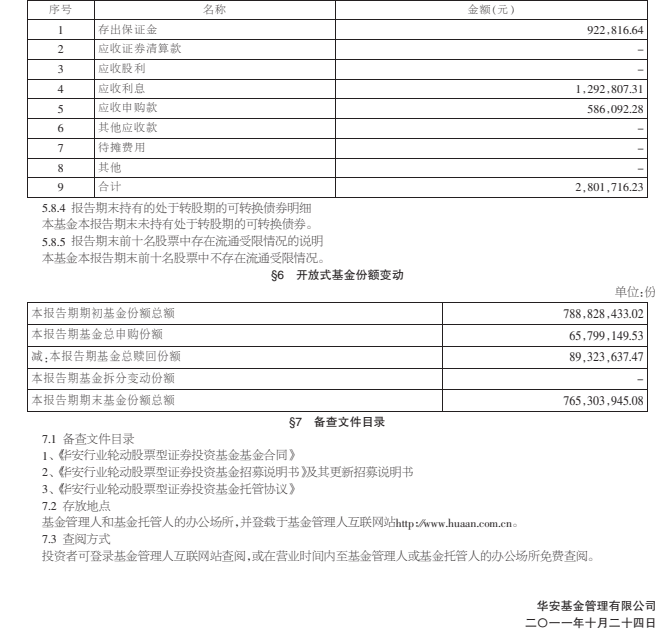 序号 名称 金额(元)
1 存出保证金 922,816.64
2 应收证券清算款 –
3 应收股利 –
4 应收利息 1,292,807.31
5 应收申购款 586,092.28
6 其他应收款 –
7 待摊费用 –
8 其他 –
9 合计 2,801,716.23
5.8.4 报告期末持有的处于转股期的可转换债券明细
本基金本报告期末未持有处于转股期的可转换债券。
5.8.5 报告期末前十名股票中存在流通受限情况的说明
本基金本报告期末前十名股票中不存在流通受限情况。
§6 开放式基金份额变动
单位:份
本报告期期初基金份额总额 788,828,433.02
本报告期基金总申购份额 65,799,149.53
减:本报告期基金总赎回份额 89,323,637.47
本报告期基金拆分变动份额 –
本报告期期末基金份额总额 765,303,945.08
§7 备查文件目录
7.1 备查文件目录
1、《华安行业轮动股票型证券投资基金基金合同》
2、《华安行业轮动股票型证券投资基金招募说明书》及其更新招募说明书
3、《华安行业轮动股票型证券投资基金托管协议》
7.2 存放地点
基金管理人和基金托管人的办公场所,并登载于基金管理人互联网站http://www.huaan.com.cn。
7.3 查阅方式
投资者可登录基金管理人互联网站查阅,或在营业时间内至基金管理人或基金托管人的办公场所免费查阅。
华安基金管理有限公司
二〇一一年十月二十四日